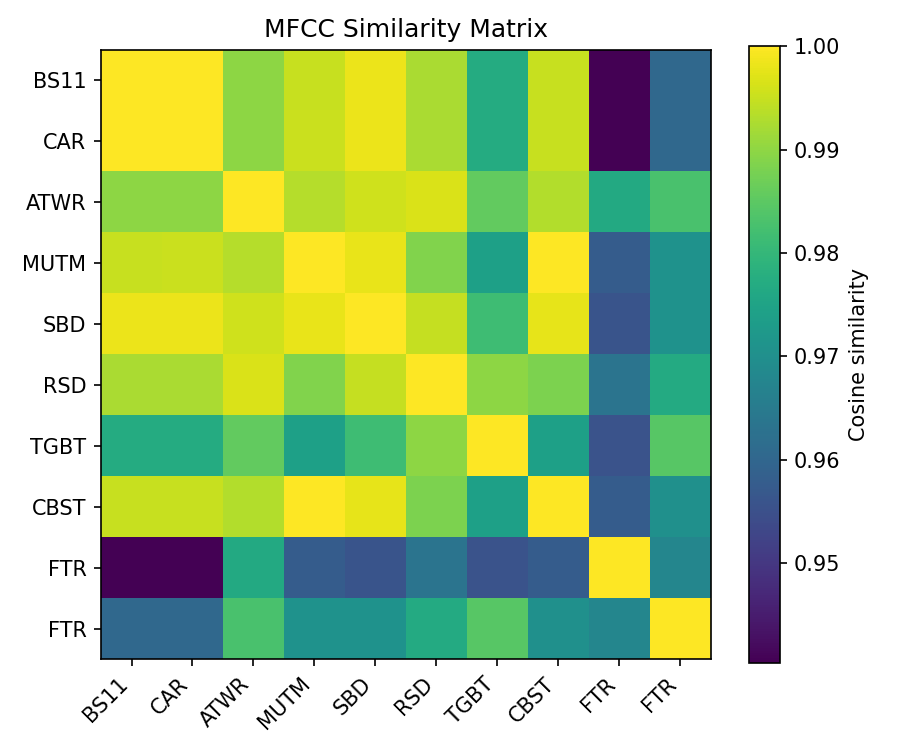 MFCC Similarity Matrix
BS11
CAR
ATWR
MUTM
SBD
RSD
TGBT
CBST
FTR
FTR
BS11
CAR
ATWR
MUTM
SBD
RSD
TGBT
CBST
FTR
FTR
1.00
0.99
0.98
0.97
0.96
0.95
Cosine similarity